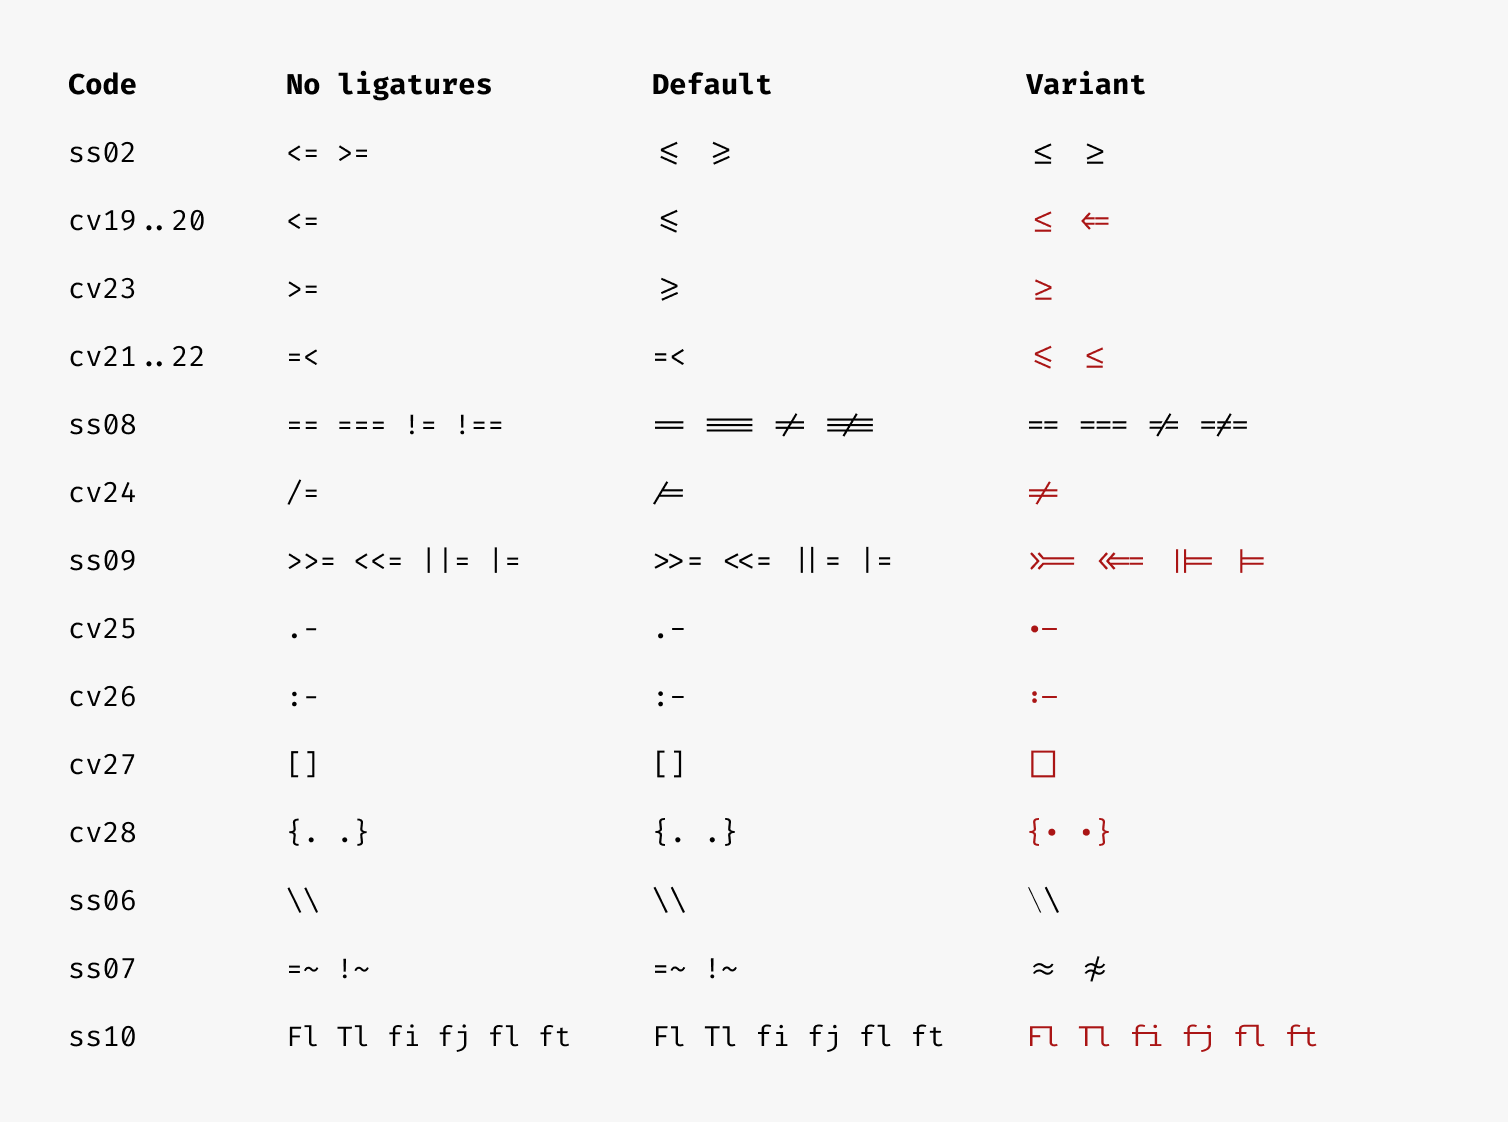 Code No ligatures Default Variant
ss02 <= >= ⩽ ⩾ ≤ ≥
cv19..20 <= ⩽ ≤ ⇐
cv23 >= ⩾ ≥
cv21..22 =< =< ⩽ ≤
ss08 == === != !== == === != !== == === != !==
cv24 /= /= ≠
ss09 >>= <<= ||= |= >>= <<= ||= |= >>= <<= ||= |=
cv25 .- .- .-
cv26 :- :- :-
cv27 [] [] []
cv28 {. .} {. .} {. .}
ss06 \\ \\ \\
ss07 =~ !~ =~ !~ ≈ ≉
ss10 Fl Tl fi fj fl ft Fl Tl fi fj fl ft Fl Tl fi fj fl ft